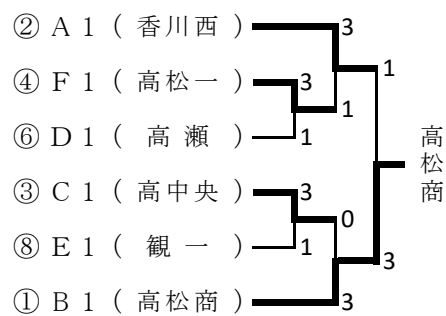 ② A 1 ( 香川西 ) 3
1
④ F 1 ( 高松一 ) 3
1
⑥ D 1 ( 高 瀬 ) 1
高松商
③ C 1 ( 高中央 ) 3
0
⑧ E 1 ( 観 一 ) 1
3
① B 1 ( 高松商 ) 3